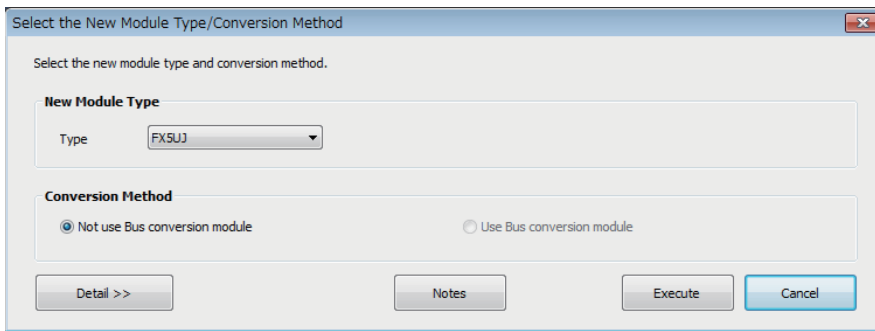 Select the New Module Type/Conversion Method
Select the new module type and conversion method.
New Module Type
Type FX5UJ
Conversion Method
Not use Bus conversion module Use Bus conversion module
Detail >> Notes Execute Cancel